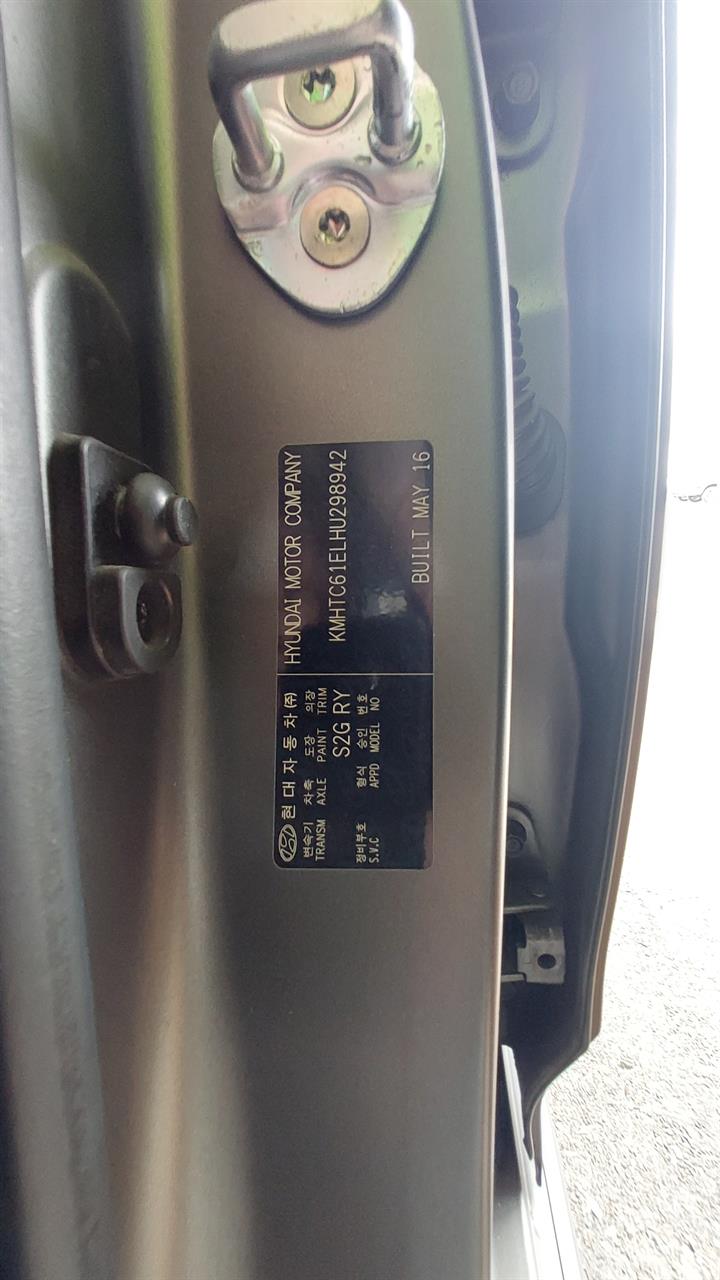 현대자동차(주) HYUNDAI MOTOR COMPANY
변속기 차축 도장 의장
TRANSM AXLE PAINT TRIM
S2G RY
KMHTC61ELHU298942
정비부호 형식 승인 번호
S.V.C APPD MODEL NO
BUILT MAY 16